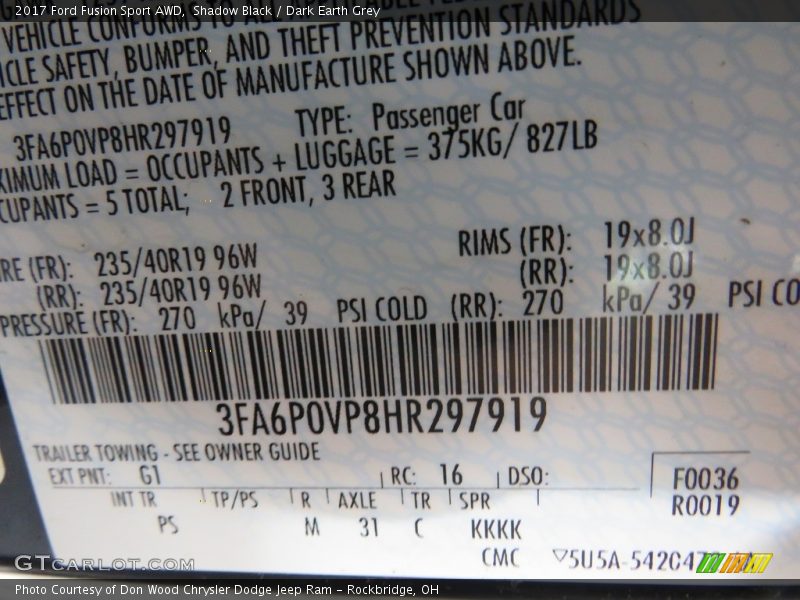 2017 Ford Fusion Sport AWD, Shadow Black / Dark Earth Grey
VEHICLE CONFORMS TO
ICLE SAFETY, BUMPER, AND THEFT PREVENTION STANDARDS
EFFECT ON THE DATE OF MANUFACTURE SHOWN ABOVE.
3FA6P0VP8HR297919 TYPE: Passenger Car
XIMUM LOAD = OCCUPANTS + LUGGAGE = 375KG/ 827LB
CUPANTS = 5 TOTAL; 2 FRONT, 3 REAR
RE (FR): 235/40R19 96W RIMS (FR): 19x8.0J
(RR): 235/40R19 96W (RR): 19x8.0J
PRESSURE (FR): 270 kPa/ 39 PSI COLD (RR): 270 kPa/ 39 PSI CO
3FA6P0VP8HR297919
TRAILER TOWING - SEE OWNER GUIDE
EXT PNT: G1 RC: 16 DSO: F0036
INT TR TP/PS R AXLE TR SPR R0019
PS M 31 C KKKK
CMC ▽5U5A-542C47
GTCARLOT.COM
Photo Courtesy of Don Wood Chrysler Dodge Jeep Ram – Rockbridge, OH